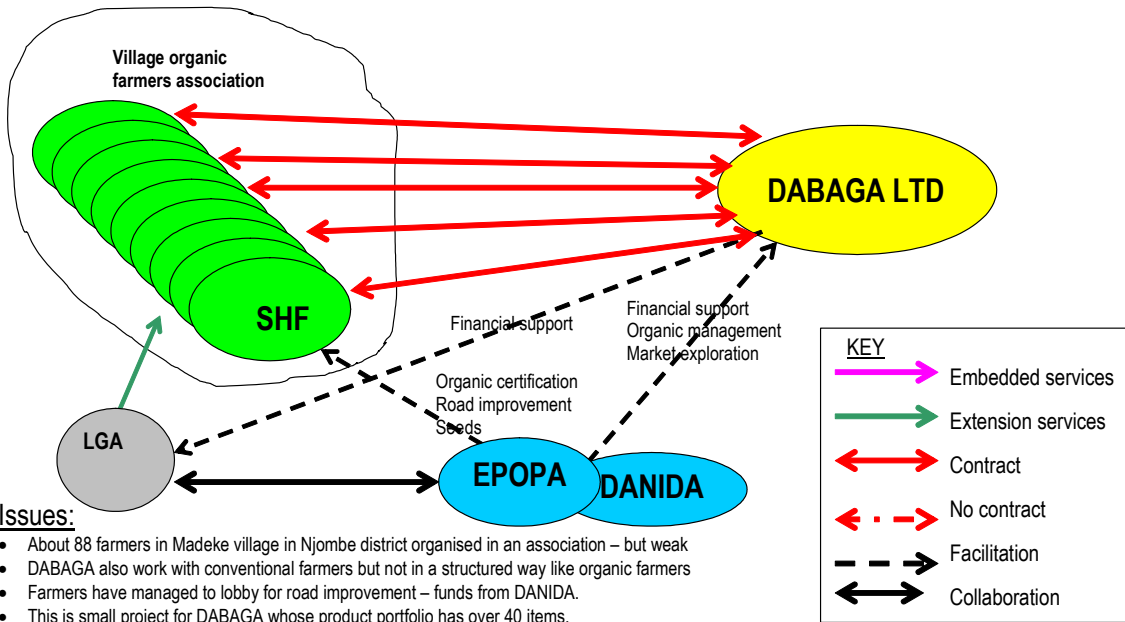 Village organic
farmers association
DABAGA LTD
SHF
Financial support
Financial support
Organic management
Market exploration
Organic certification
Road improvement
Seeds
LGA
EPOPA
DANIDA
KEY
Embedded services
Extension services
Contract
No contract
Facilitation
Collaboration
Issues:
• About 88 farmers in Madeke village in Njombe district organised in an association – but weak
• DABAGA also work with conventional farmers but not in a structured way like organic farmers
• Farmers have managed to lobby for road improvement – funds from DANIDA.
• This is small project for DABAGA whose product portfolio has over 40 items.